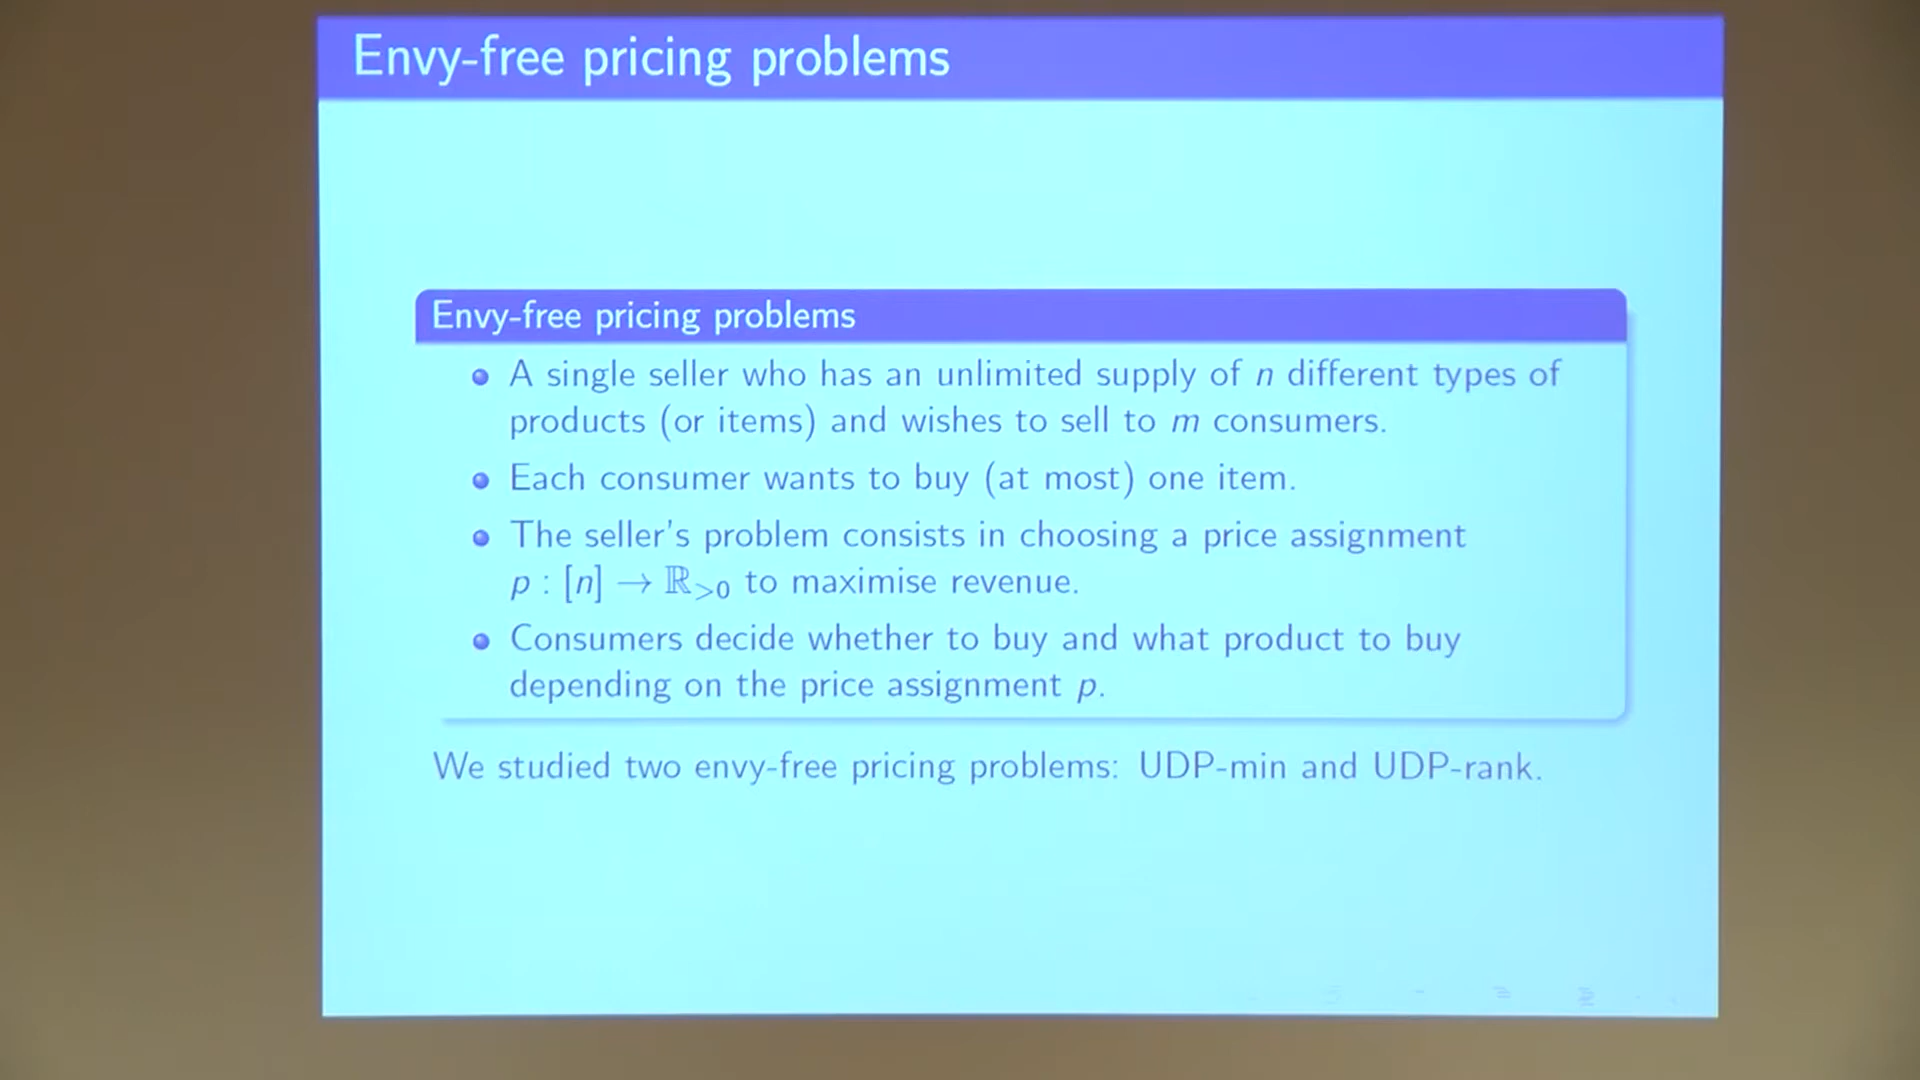 Envy-free pricing problems
Envy-free pricing problems
A single seller who has an unlimited supply of n different types of
products (or items) and wishes to sell to m consumers.
Each consumer wants to buy (at most) one item.
The seller's problem consists in choosing a price assignment
p : [n] → ℝ>0 to maximise revenue.
Consumers decide whether to buy and what product to buy
depending on the price assignment p.
We studied two envy-free pricing problems: UDP-min and UDP-rank.